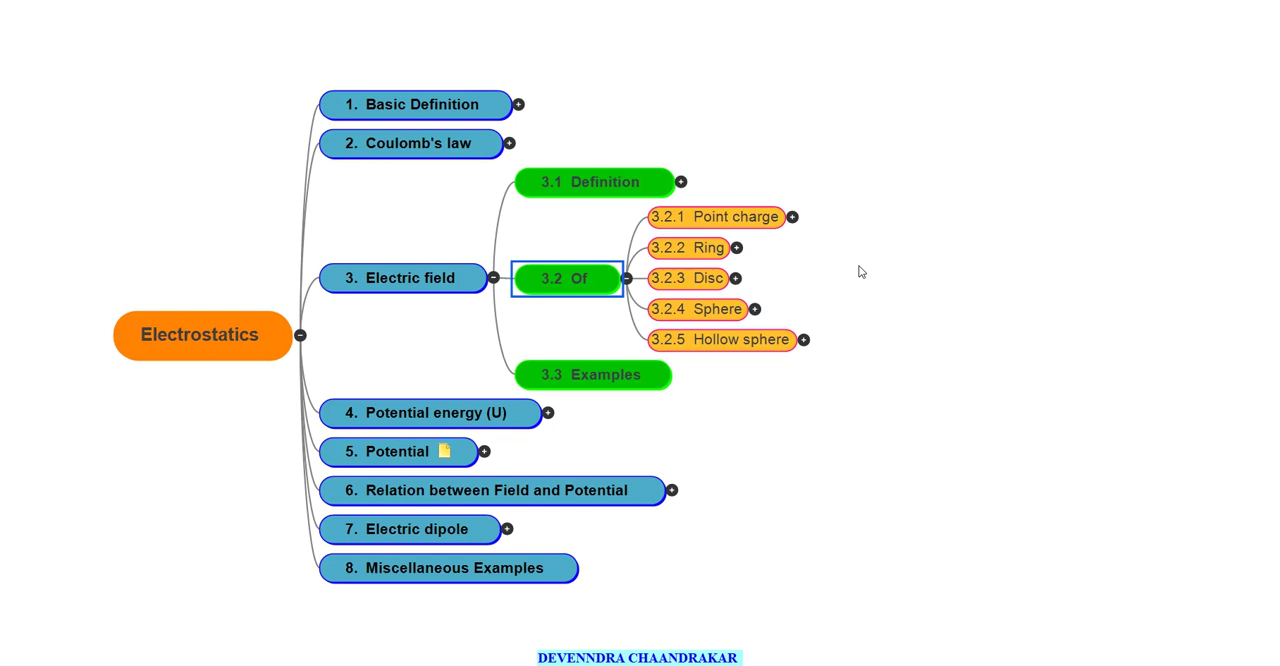 1. Basic Definition
2. Coulomb's law
3.1 Definition
3.2.1 Point charge
3.2.2 Ring
3. Electric field
3.2 Of
3.2.3 Disc
3.2.4 Sphere
Electrostatics
3.2.5 Hollow sphere
3.3 Examples
4. Potential energy (U)
5. Potential
6. Relation between Field and Potential
7. Electric dipole
8. Miscellaneous Examples
DEVENNDRA CHAANDRAKAR